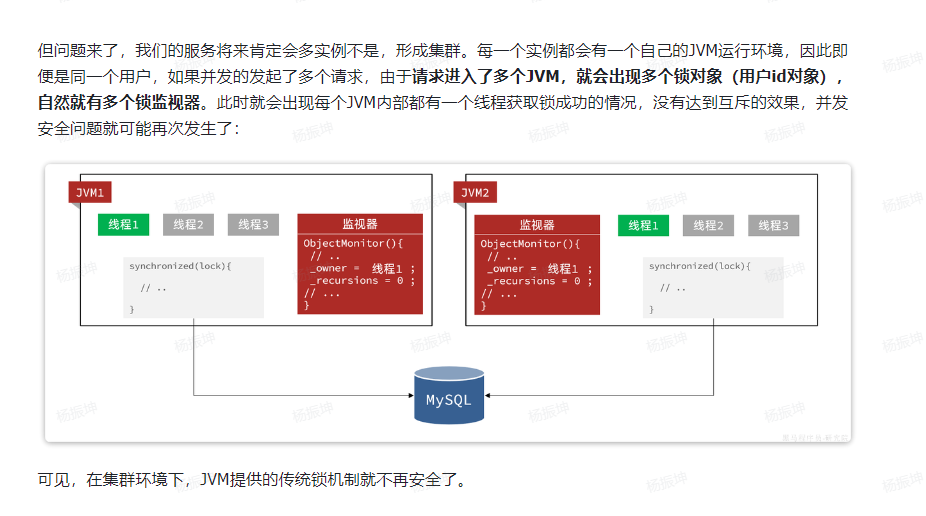 但问题来了，我们的服务将来肯定会多实例不是，形成集群。每一个实例都会有一个自己的JVM运行环境，因此即
便是同一个用户，如果并发的发起了多个请求，由于请求进入了多个JVM，就会出现多个锁对象（用户id对象），
自然就有多个锁监视器。此时就会出现每个JVM内部都有一个线程获取锁成功的情况，没有达到互斥的效果，并发
安全问题就可能再次发生了：
JVM1
线程1 线程2 线程3
synchronized(lock){
// ..
}
监视器
ObjectMonitor(){
// ..
_owner = 线程1 ;
_recursions = 0 ;
// ...
}
JVM2
监视器
ObjectMonitor(){
// ..
_owner = 线程1 ;
_recursions = 0 ;
// ...
}
线程1 线程2 线程3
synchronized(lock){
// ..
}
MySQL
可见，在集群环境下，JVM提供的传统锁机制就不再安全了。
杨振坤